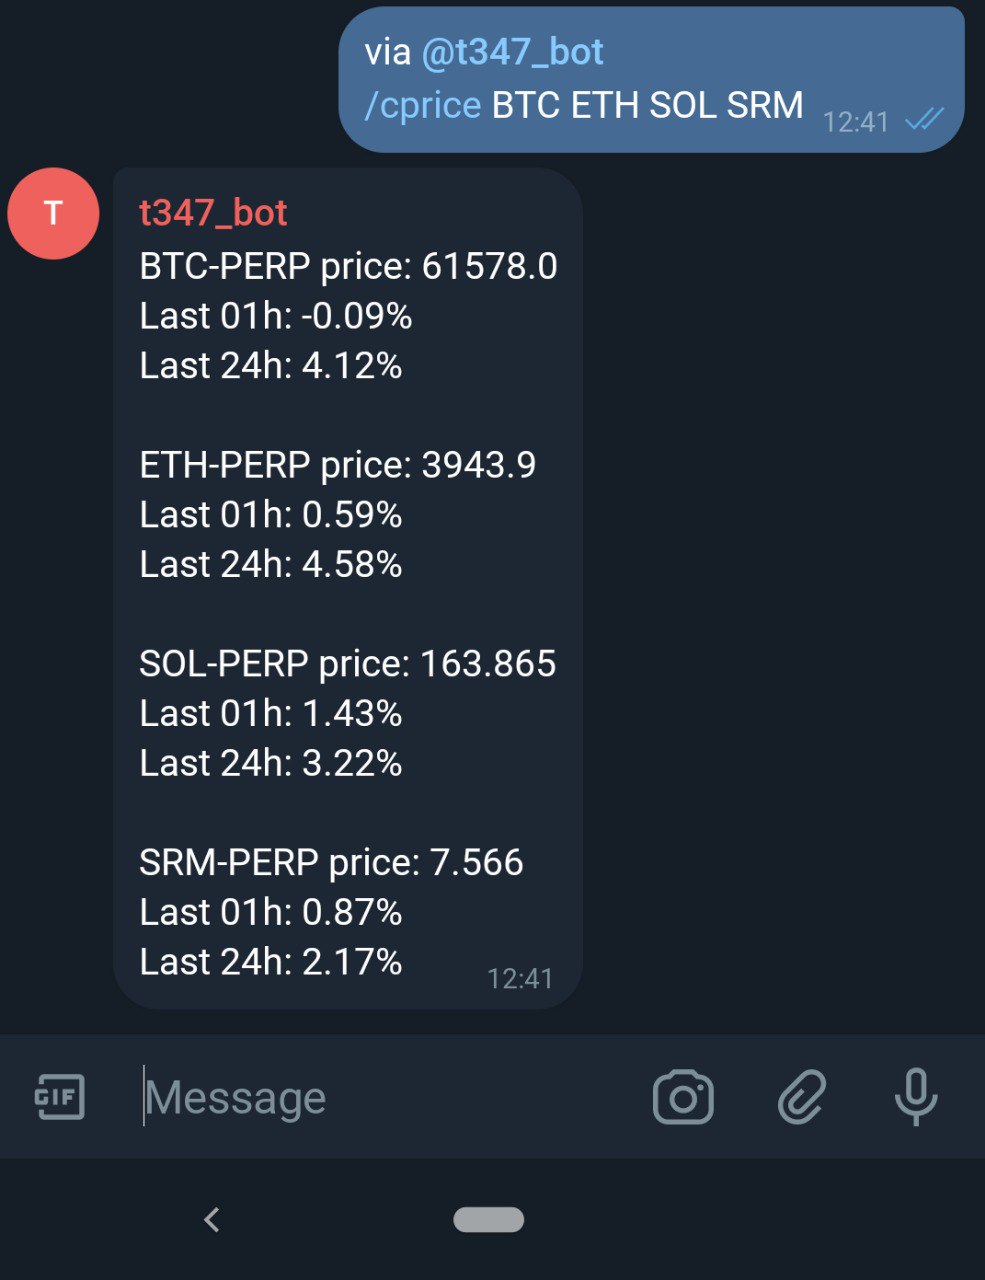 via @t347_bot
/cprice BTC ETH SOL SRM
12:41
T
t347_bot
BTC-PERP price: 61578.0
Last 01h: -0.09%
Last 24h: 4.12%
ETH-PERP price: 3943.9
Last 01h: 0.59%
Last 24h: 4.58%
SOL-PERP price: 163.865
Last 01h: 1.43%
Last 24h: 3.22%
SRM-PERP price: 7.566
Last 01h: 0.87%
Last 24h: 2.17%
12:41
GIF
Message